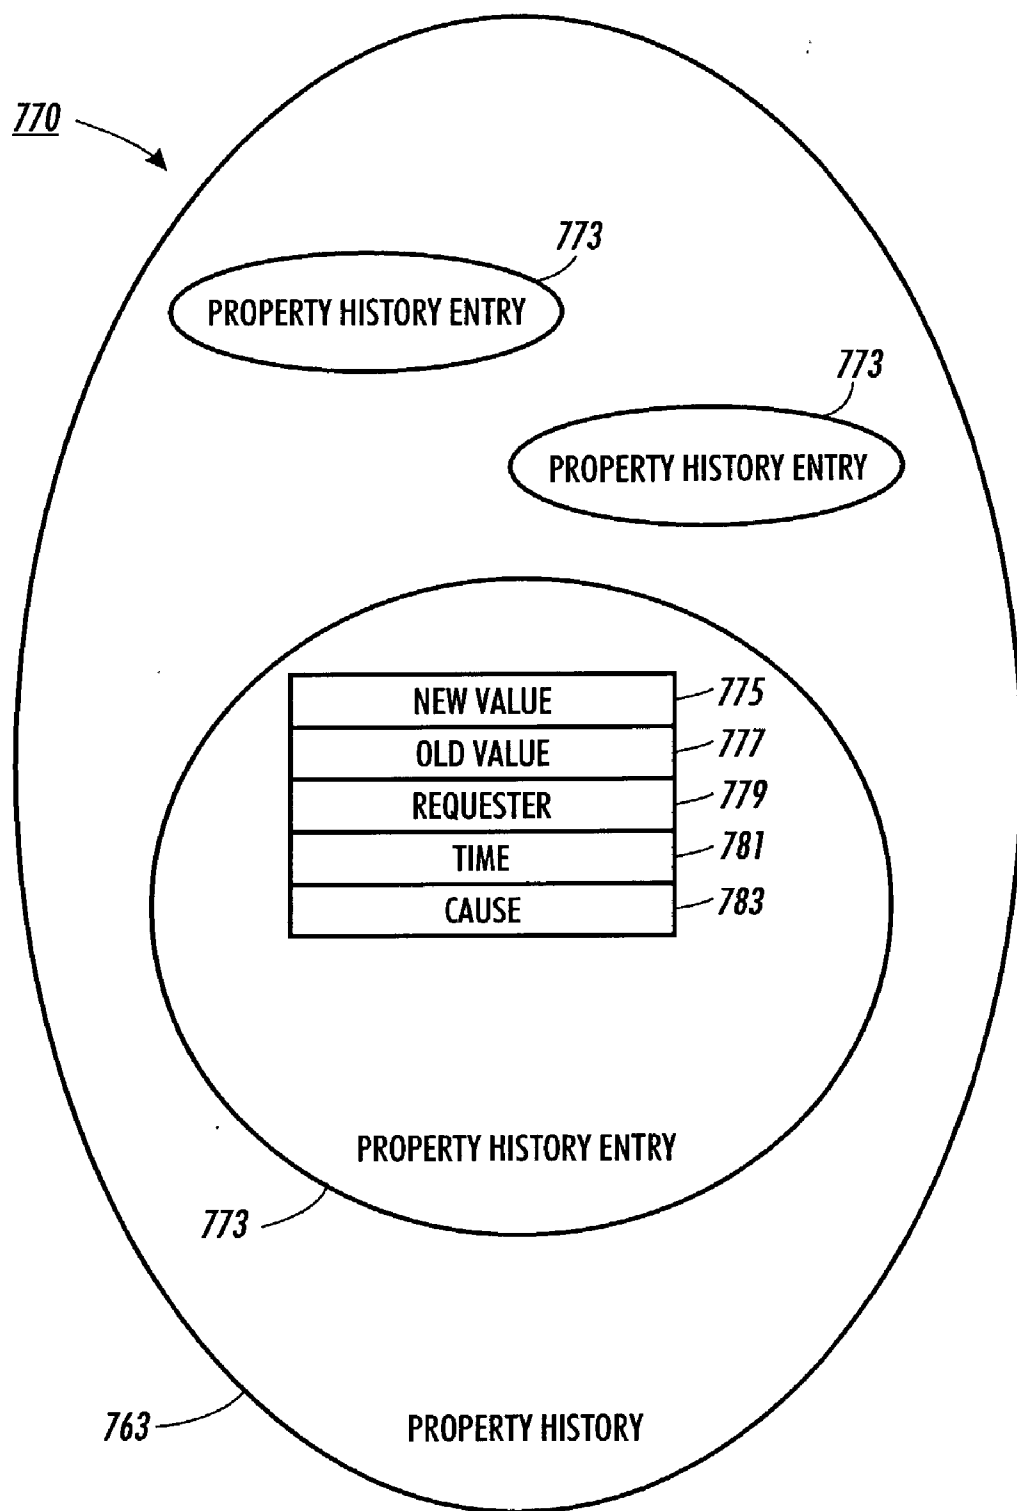 770
773
PROPERTY HISTORY ENTRY
773
PROPERTY HISTORY ENTRY
NEW VALUE 775
OLD VALUE 777
REQUESTER 779
TIME 781
CAUSE 783
PROPERTY HISTORY ENTRY
773
763
PROPERTY HISTORY